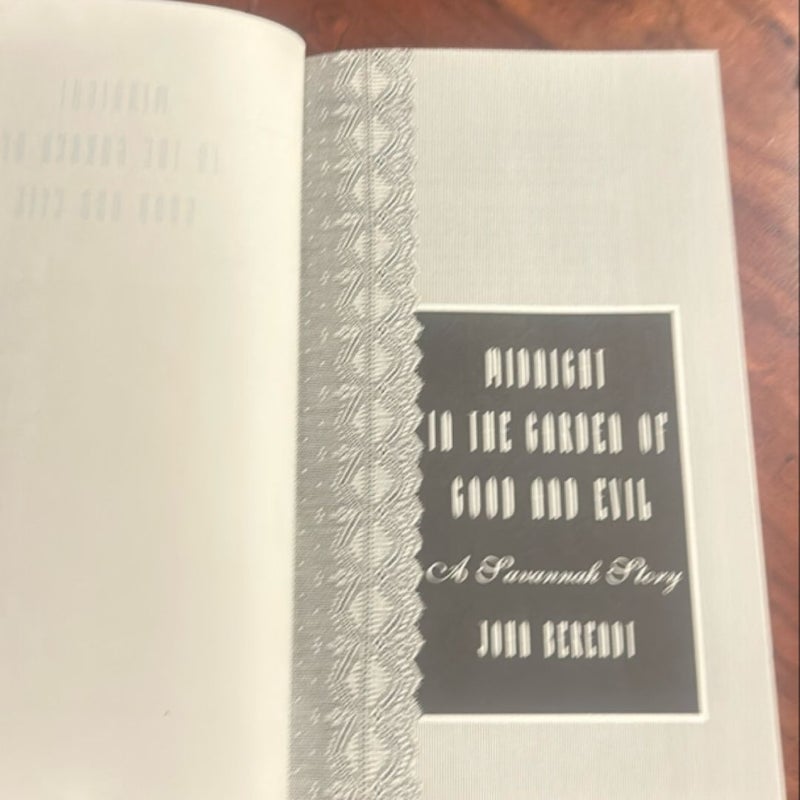 MIDNIGHT
IN THE GARDEN OF
GOOD AND EVIL
A Savannah Story
JOHN BERENDT